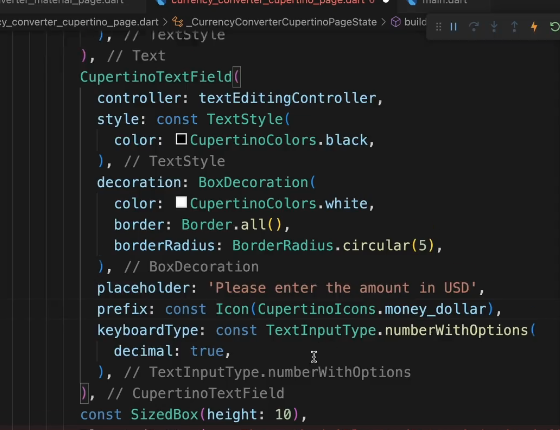 currency_converter_cupertino_page.dart 6
main.dart
cy_converter_cupertino_page.dart > _CurrencyConverterCupertinoPageState > build
), // TextStyle
), // Text
CupertinoTextField(
controller: textEditingController,
style: const TextStyle(
color: CupertinoColors.black,
), // TextStyle
decoration: BoxDecoration(
color: CupertinoColors.white,
border: Border.all(),
borderRadius: BorderRadius.circular(5),
), // BoxDecoration
placeholder: 'Please enter the amount in USD',
prefix: const Icon(CupertinoIcons.money_dollar),
keyboardType: const TextInputType.numberWithOptions(
decimal: true,
), // TextInputType.numberWithOptions
), // CupertinoTextField
const SizedBox(height: 10),